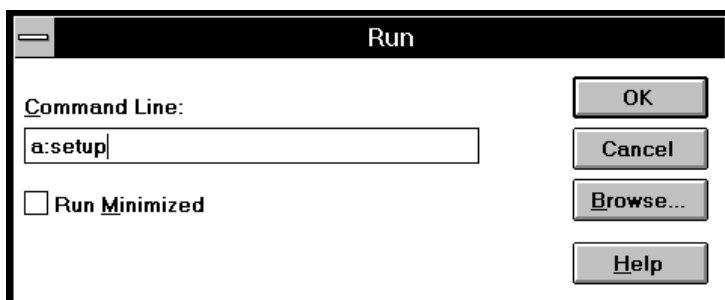 Run
Command Line:
a:setup
Run Minimized
OK
Cancel
Browse...
Help